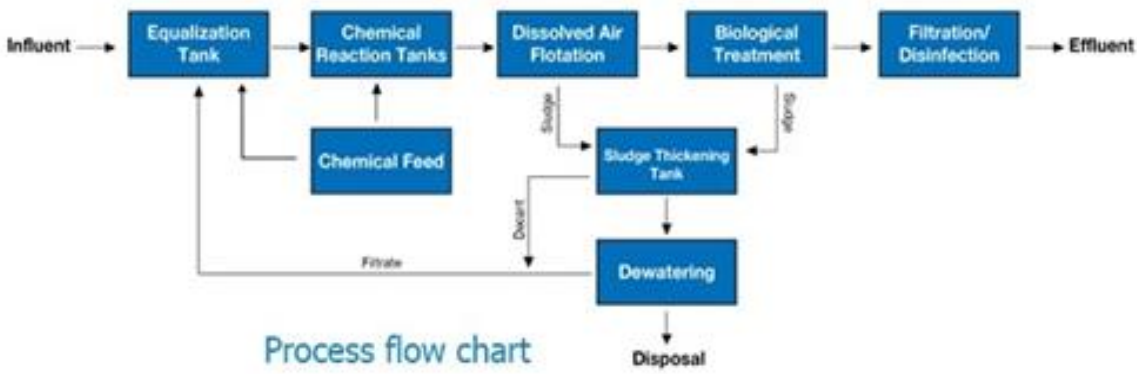 Influent
Equalization
Tank
Chemical
Reaction Tanks
Dissolved Air
Flotation
Biological
Treatment
Filtration/
Disinfection
Effluent
Chemical Feed
Sludge
Sludge
Sludge Thickening
Tank
Decant
Filtrate
Dewatering
Process flow chart
Disposal